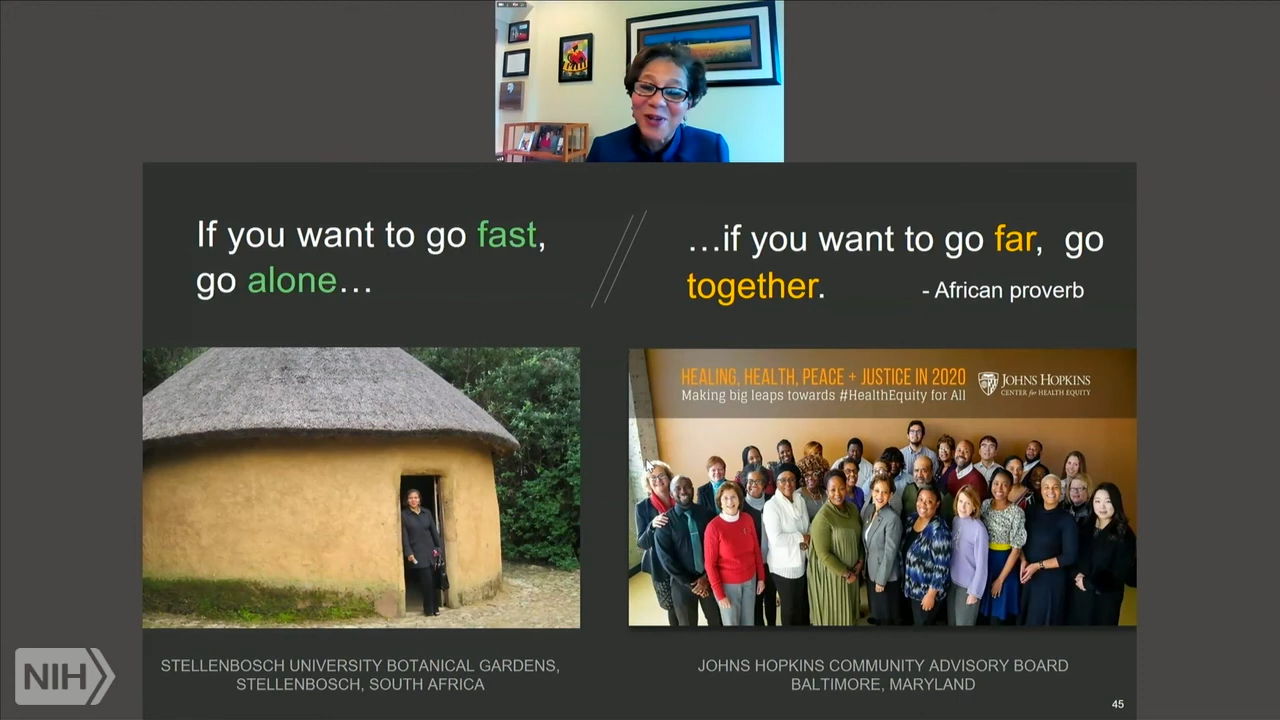 If you want to go fast,
go alone…
…if you want to go far, go
together.
- African proverb
HEALING, HEALTH, PEACE + JUSTICE IN 2020
Making big leaps towards #HealthEquity for All
JOHNS HOPKINS
CENTER for HEALTH EQUITY
STELLENBOSCH UNIVERSITY BOTANICAL GARDENS,
STELLENBOSCH, SOUTH AFRICA
JOHNS HOPKINS COMMUNITY ADVISORY BOARD
BALTIMORE, MARYLAND
NIH
45